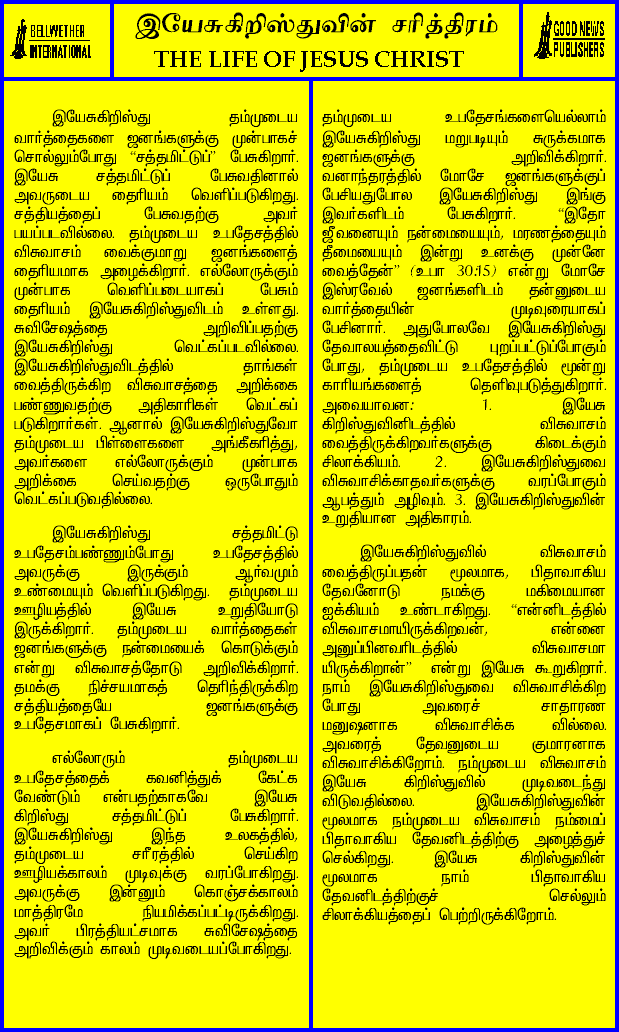 BELLWETHER
INTERNATIONAL
இயேசுகிறிஸ்துவின் சரித்திரம்
THE LIFE OF JESUS CHRIST
GOOD NEWS
PUBLISHERS
இயேசுகிறிஸ்து தம்முடைய
வார்த்தைகளை ஜனங்களுக்கு முன்பாகச்
சொல்லும்போது “சத்தமிட்டுப்” பேசுகிறார்.
இயேசு சத்தமிட்டுப் பேசுவதினால்
அவருடைய தைரியம் வெளிப்படுகிறது.
சத்தியத்தைப் பேசுவதற்கு அவர்
பயப்படவில்லை. தம்முடைய உபதேசத்தில்
விசுவாசம் வைக்குமாறு ஜனங்களைத்
தைரியமாக அழைக்கிறார். எல்லோருக்கும்
முன்பாக வெளிப்படையாகப் பேசும்
தைரியம் இயேசுகிறிஸ்துவிடம் உள்ளது.
சுவிசேஷத்தை அறிவிப்பதற்கு
இயேசுகிறிஸ்து வெட்கப்படவில்லை.
இயேசுகிறிஸ்துவிடத்தில் தாங்கள்
வைத்திருக்கிற விசுவாசத்தை அறிக்கை
பண்ணுவதற்கு அதிகாரிகள் வெட்கப்
படுகிறார்கள். ஆனால் இயேசுகிறிஸ்துவோ
தம்முடைய பிள்ளைகளை அங்கீகரித்து,
அவர்களை எல்லோருக்கும் முன்பாக
அறிக்கை செய்வதற்கு ஒருபோதும்
வெட்கப்படுவதில்லை.
இயேசுகிறிஸ்து சத்தமிட்டு
உபதேசம்பண்ணும்போது உபதேசத்தில்
அவருக்கு இருக்கும் ஆர்வமும்
உண்மையும் வெளிப்படுகிறது. தம்முடைய
ஊழியத்தில் இயேசு உறுதியோடு
இருக்கிறார். தம்முடைய வார்த்தைகள்
ஜனங்களுக்கு நன்மையைக் கொடுக்கும்
என்று விசுவாசத்தோடு அறிவிக்கிறார்.
தமக்கு நிச்சயமாகத் தெரிந்திருக்கிற
சத்தியத்தையே ஜனங்களுக்கு
உபதேசமாகப் பேசுகிறார்.
எல்லோரும் தம்முடைய
உபதேசத்தைக் கவனித்துக் கேட்க
வேண்டும் என்பதற்காகவே இயேசு
கிறிஸ்து சத்தமிட்டுப் பேசுகிறார்.
இயேசுகிறிஸ்து இந்த உலகத்தில்,
தம்முடைய சரீரத்தில் செய்கிற
ஊழியக்காலம் முடிவுக்கு வரப்போகிறது.
அவருக்கு இன்னும் கொஞ்சக்காலம்
மாத்திரமே நியமிக்கப்பட்டிருக்கிறது.
அவர் பிரத்தியட்சமாக சுவிசேஷத்தை
அறிவிக்கும் காலம் முடிவடையப்போகிறது.
தம்முடைய உபதேசங்களையெல்லாம்
இயேசுகிறிஸ்து மறுபடியும் சுருக்கமாக
ஜனங்களுக்கு அறிவிக்கிறார்.
வனாந்தரத்தில் மோசே ஜனங்களுக்குப்
பேசியதுபோல இயேசுகிறிஸ்து இங்கு
இவர்களிடம் பேசுகிறார். “இதோ
ஜீவனையும் நன்மையையும், மரணத்தையும்
தீமையையும் இன்று உனக்கு முன்னே
வைத்தேன்” (உபா 30:15) என்று மோசே
இஸ்ரவேல் ஜனங்களிடம் தன்னுடைய
வார்த்தையின் முடிவுரையாகப்
பேசினார். அதுபோலவே இயேசுகிறிஸ்து
தேவாலயத்தைவிட்டு புறப்பட்டுப்போகும்
போது, தம்முடைய உபதேசத்தில் மூன்று
காரியங்களைத் தெளிவுபடுத்துகிறார்.
அவையாவன: 1. இயேசு
கிறிஸ்துவினிடத்தில் விசுவாசம்
வைத்திருக்கிறவர்களுக்கு கிடைக்கும்
சிலாக்கியம். 2. இயேசுகிறிஸ்துவை
விசுவாசிக்காதவர்களுக்கு வரப்போகும்
ஆபத்தும் அழிவும். 3. இயேசுகிறிஸ்துவின்
உறுதியான அதிகாரம்.
இயேசுகிறிஸ்துவில் விசுவாசம்
வைத்திருப்பதன் மூலமாக, பிதாவாகிய
தேவனோடு நமக்கு மகிமையான
ஐக்கியம் உண்டாகிறது. “என்னிடத்தில்
விசுவாசமாயிருக்கிறவன், என்னை
அனுப்பினவரிடத்தில் விசுவாசமா
யிருக்கிறான்” என்று இயேசு கூறுகிறார்.
நாம் இயேசுகிறிஸ்துவை விசுவாசிக்கிற
போது அவரைச் சாதாரண
மனுஷனாக விசுவாசிக்க வில்லை.
அவரைத் தேவனுடைய குமாரனாக
விசுவாசிக்கிறோம். நம்முடைய விசுவாசம்
இயேசு கிறிஸ்துவில் முடிவடைந்து
விடுவதில்லை. இயேசுகிறிஸ்துவின்
மூலமாக நம்முடைய விசுவாசம் நம்மைப்
பிதாவாகிய தேவனிடத்திற்கு அழைத்துச்
செல்கிறது. இயேசு கிறிஸ்துவின்
மூலமாக நாம் பிதாவாகிய
தேவனிடத்திற்குச் செல்லும்
சிலாக்கியத்தைப் பெற்றிருக்கிறோம்.